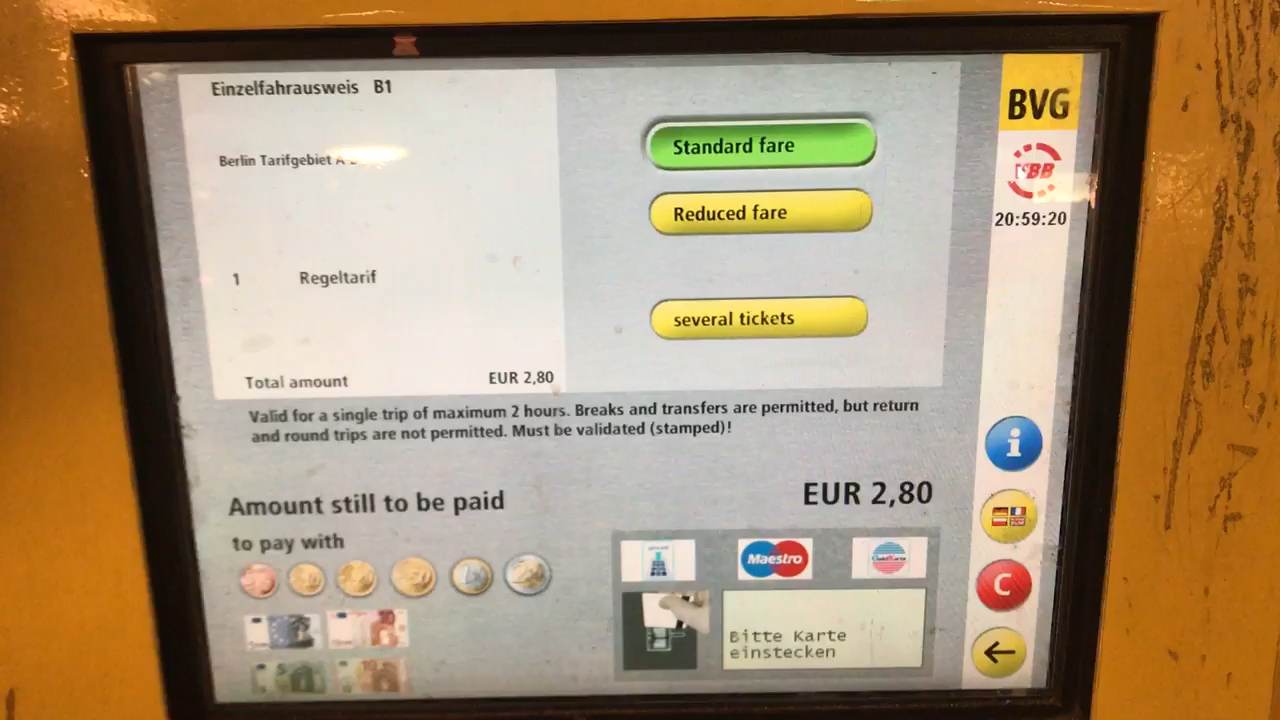 Einzelfahrausweis B1
BVG
Standard fare
Berlin Tarifgebiet A
Reduced fare
20:59:20
1 Regeltarif
several tickets
Total amount EUR 2,80
Valid for a single trip of maximum 2 hours. Breaks and transfers are permitted, but return
and round trips are not permitted. Must be validated (stamped)!
i
Amount still to be paid EUR 2,80
to pay with
Maestro
C
Bitte Karte
einstecken